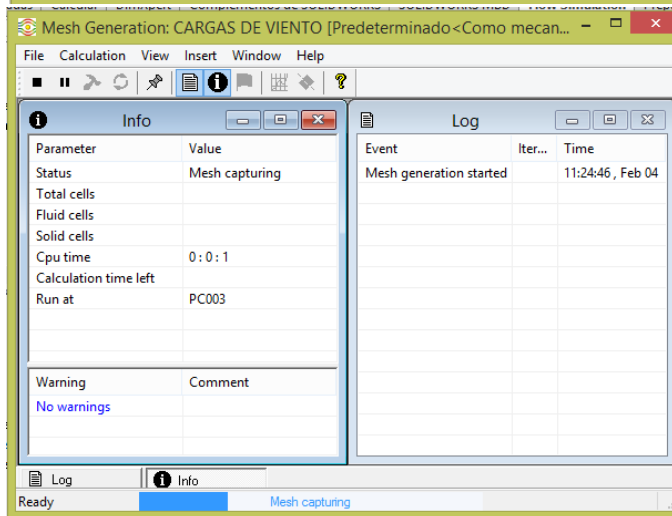 Mesh Generation: CARGAS DE VIENTO [Predeterminado<Como mecan...
File Calculation View Insert Window Help
Info
Parameter Value
Status Mesh capturing
Total cells
Fluid cells
Solid cells
Cpu time 0 : 0 : 1
Calculation time left
Run at PC003
Warning Comment
No warnings
Log
Event Iter... Time
Mesh generation started 11:24:46 , Feb 04
Log Info
Ready Mesh capturing